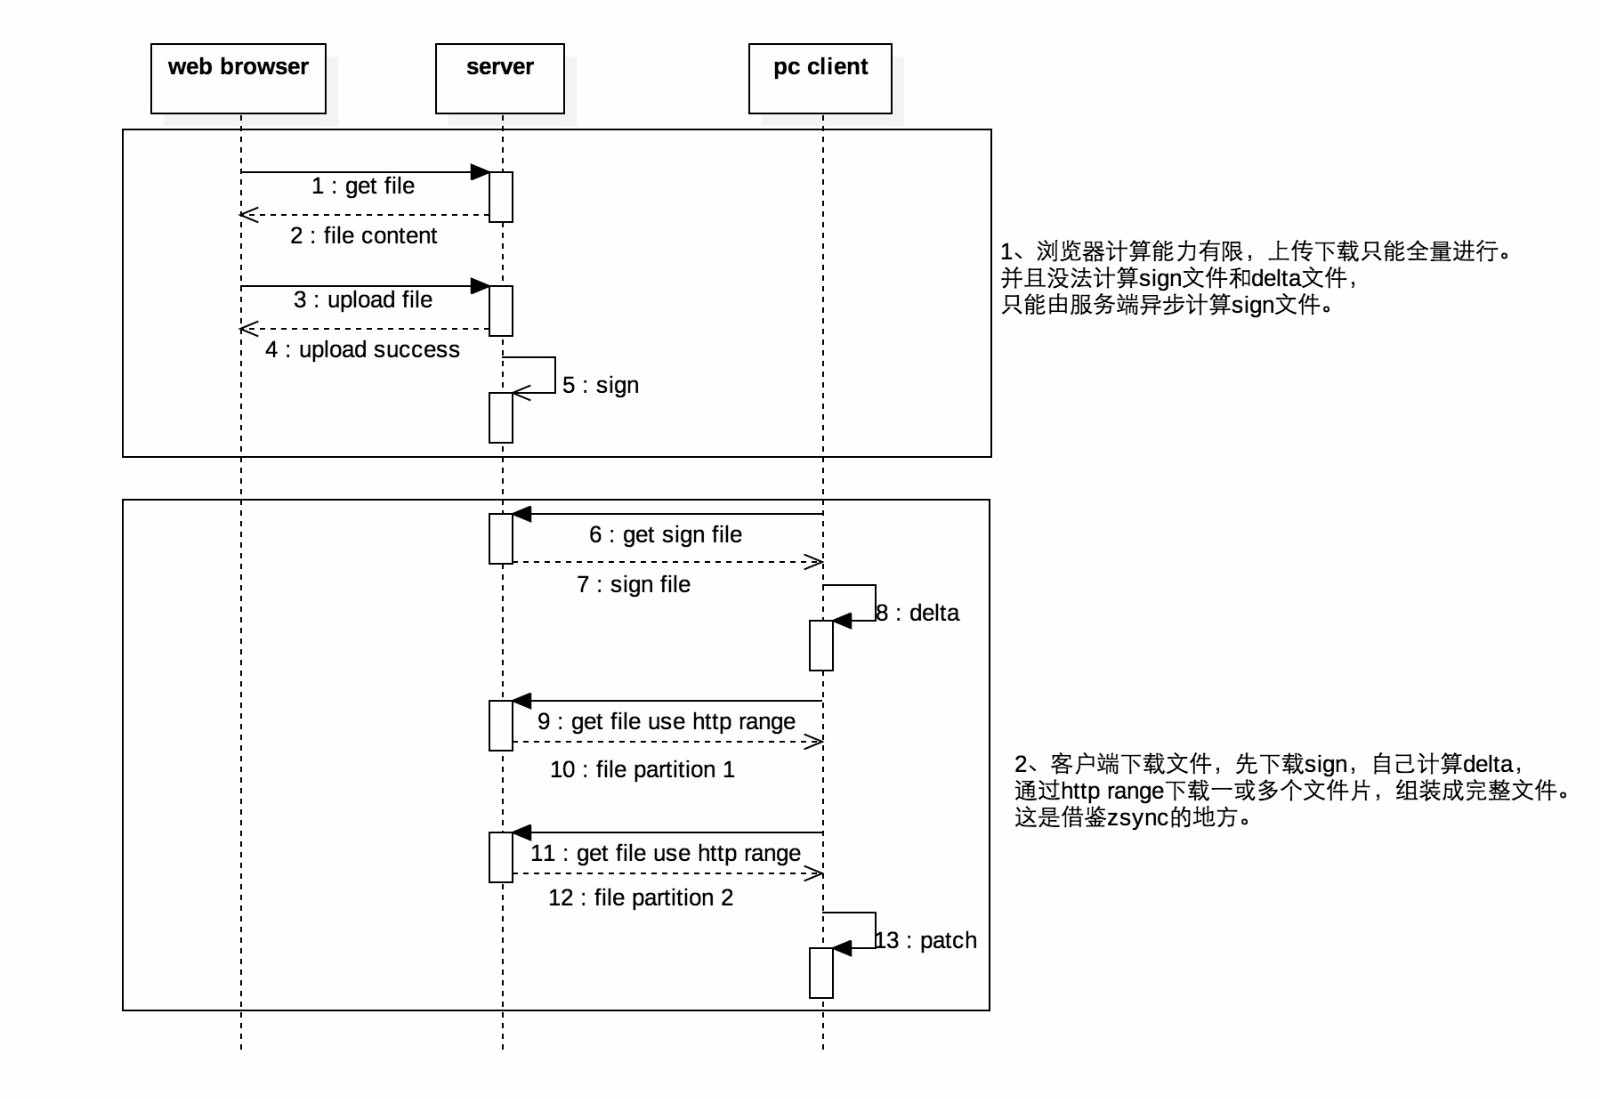 web browser
server
pc client
1 : get file
2 : file content
3 : upload file
4 : upload success
5 : sign
1、浏览器计算能力有限，上传下载只能全量进行。
并且没法计算sign文件和delta文件，
只能由服务端异步计算sign文件。
6 : get sign file
7 : sign file
8 : delta
9 : get file use http range
10 : file partition 1
11 : get file use http range
12 : file partition 2
13 : patch
2、客户端下载文件，先下载sign，自己计算delta，
通过http range下载一或多个文件片，组装成完整文件。
这是借鉴zsync的地方。